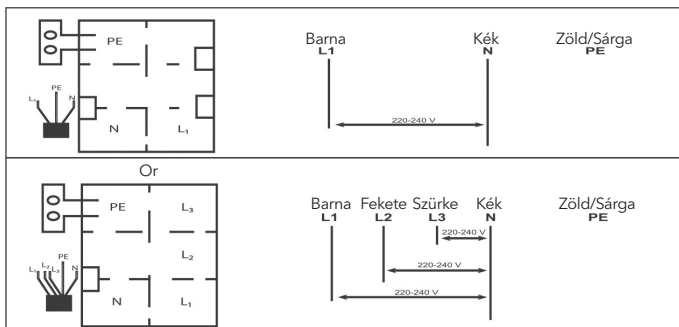 PE
L₁ PE N
N L₁
Barna Kék Zöld/Sárga
L1 N PE
220-240 V
Or
PE L₃
L₂
L₁ L₂ L₃ PE N
N L₁
Barna Fekete Szürke Kék Zöld/Sárga
L1 L2 L3 N PE
220-240 V
220-240 V
220-240 V